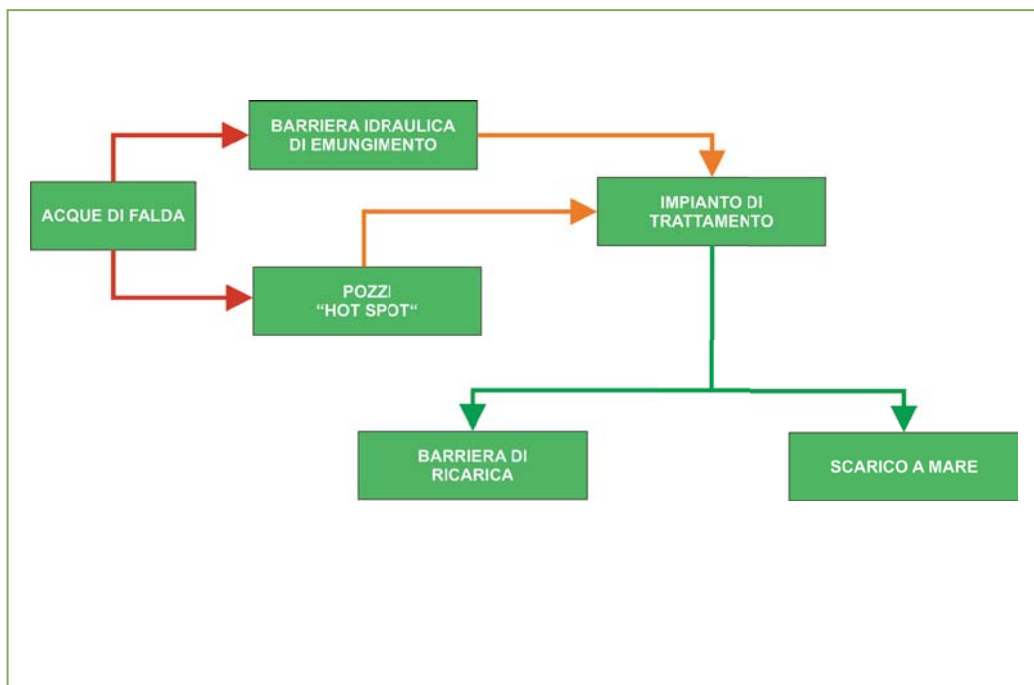 BARRIERA IDRAULICA
DI EMUNGIMENTO
ACQUE DI FALDA
IMPIANTO DI
TRATTAMENTO
POZZI
“HOT SPOT“
BARRIERA DI
RICARICA
SCARICO A MARE